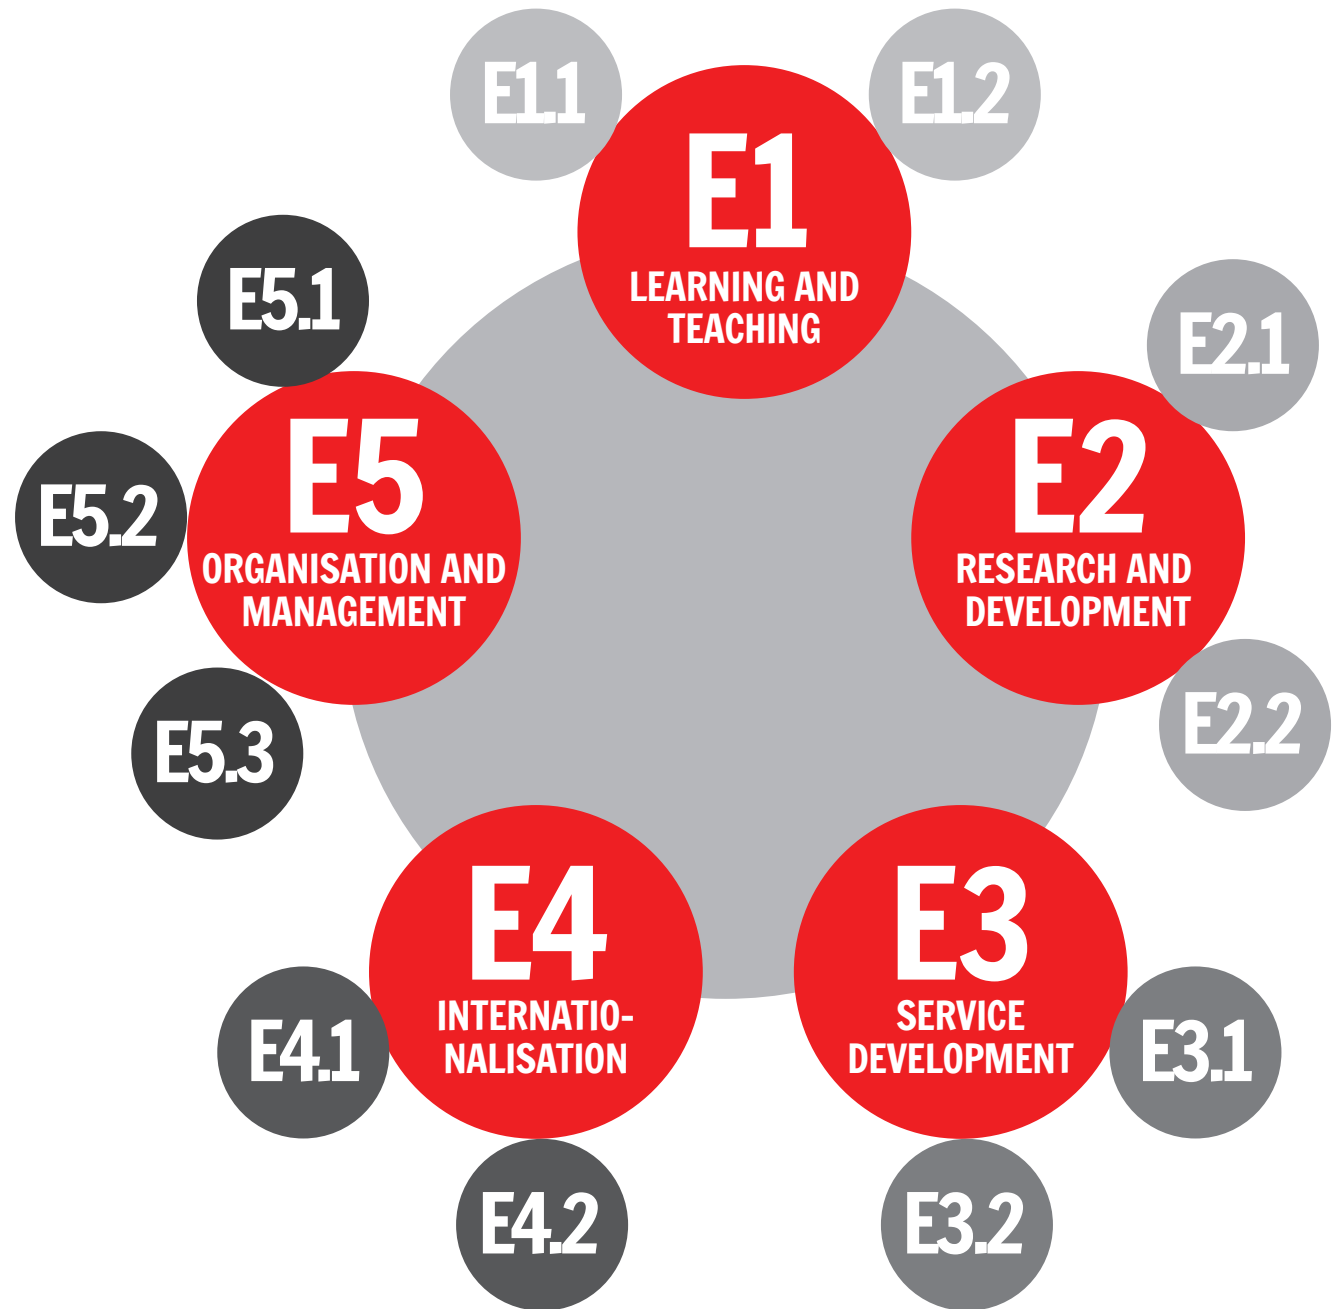 E1.1
E1.2
E1
LEARNING AND
TEACHING
E2.1
E2
RESEARCH AND
DEVELOPMENT
E2.2
E3
SERVICE
DEVELOPMENT
E3.1
E3.2
E4
INTERNATIO-
NALISATION
E4.1
E4.2
E5.1
E5
ORGANISATION AND
MANAGEMENT
E5.2
E5.3